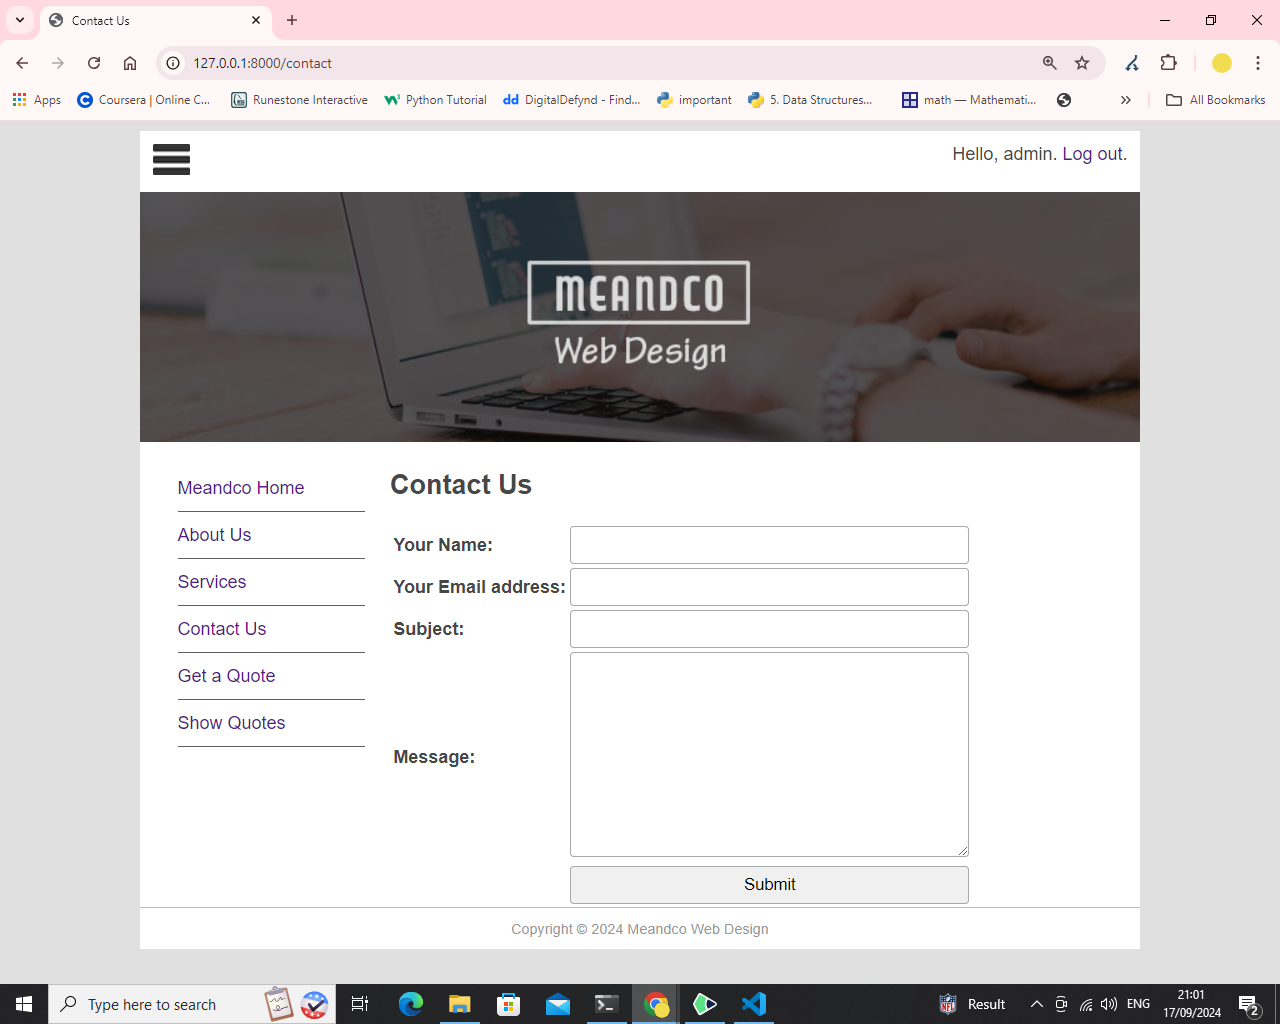 Contact Us
127.0.0.1:8000/contact
Apps
Coursera | Online C...
Runestone Interactive
Python Tutorial
DigitalDefynd - Find...
important
5. Data Structures...
math — Mathemati...
All Bookmarks
Hello, admin. Log out.
MEANDCO
Web Design
Meandco Home
About Us
Services
Contact Us
Get a Quote
Show Quotes
Contact Us
Your Name:
Your Email address:
Subject:
Message:
Submit
Copyright © 2024 Meandco Web Design
Type here to search
Result
ENG
21:01
17/09/2024
2